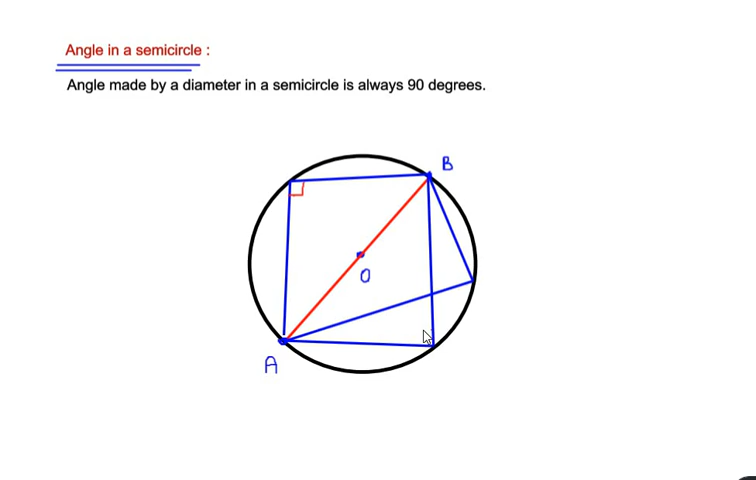 Angle in a semicircle :
Angle made by a diameter in a semicircle is always 90 degrees.
B
O
A